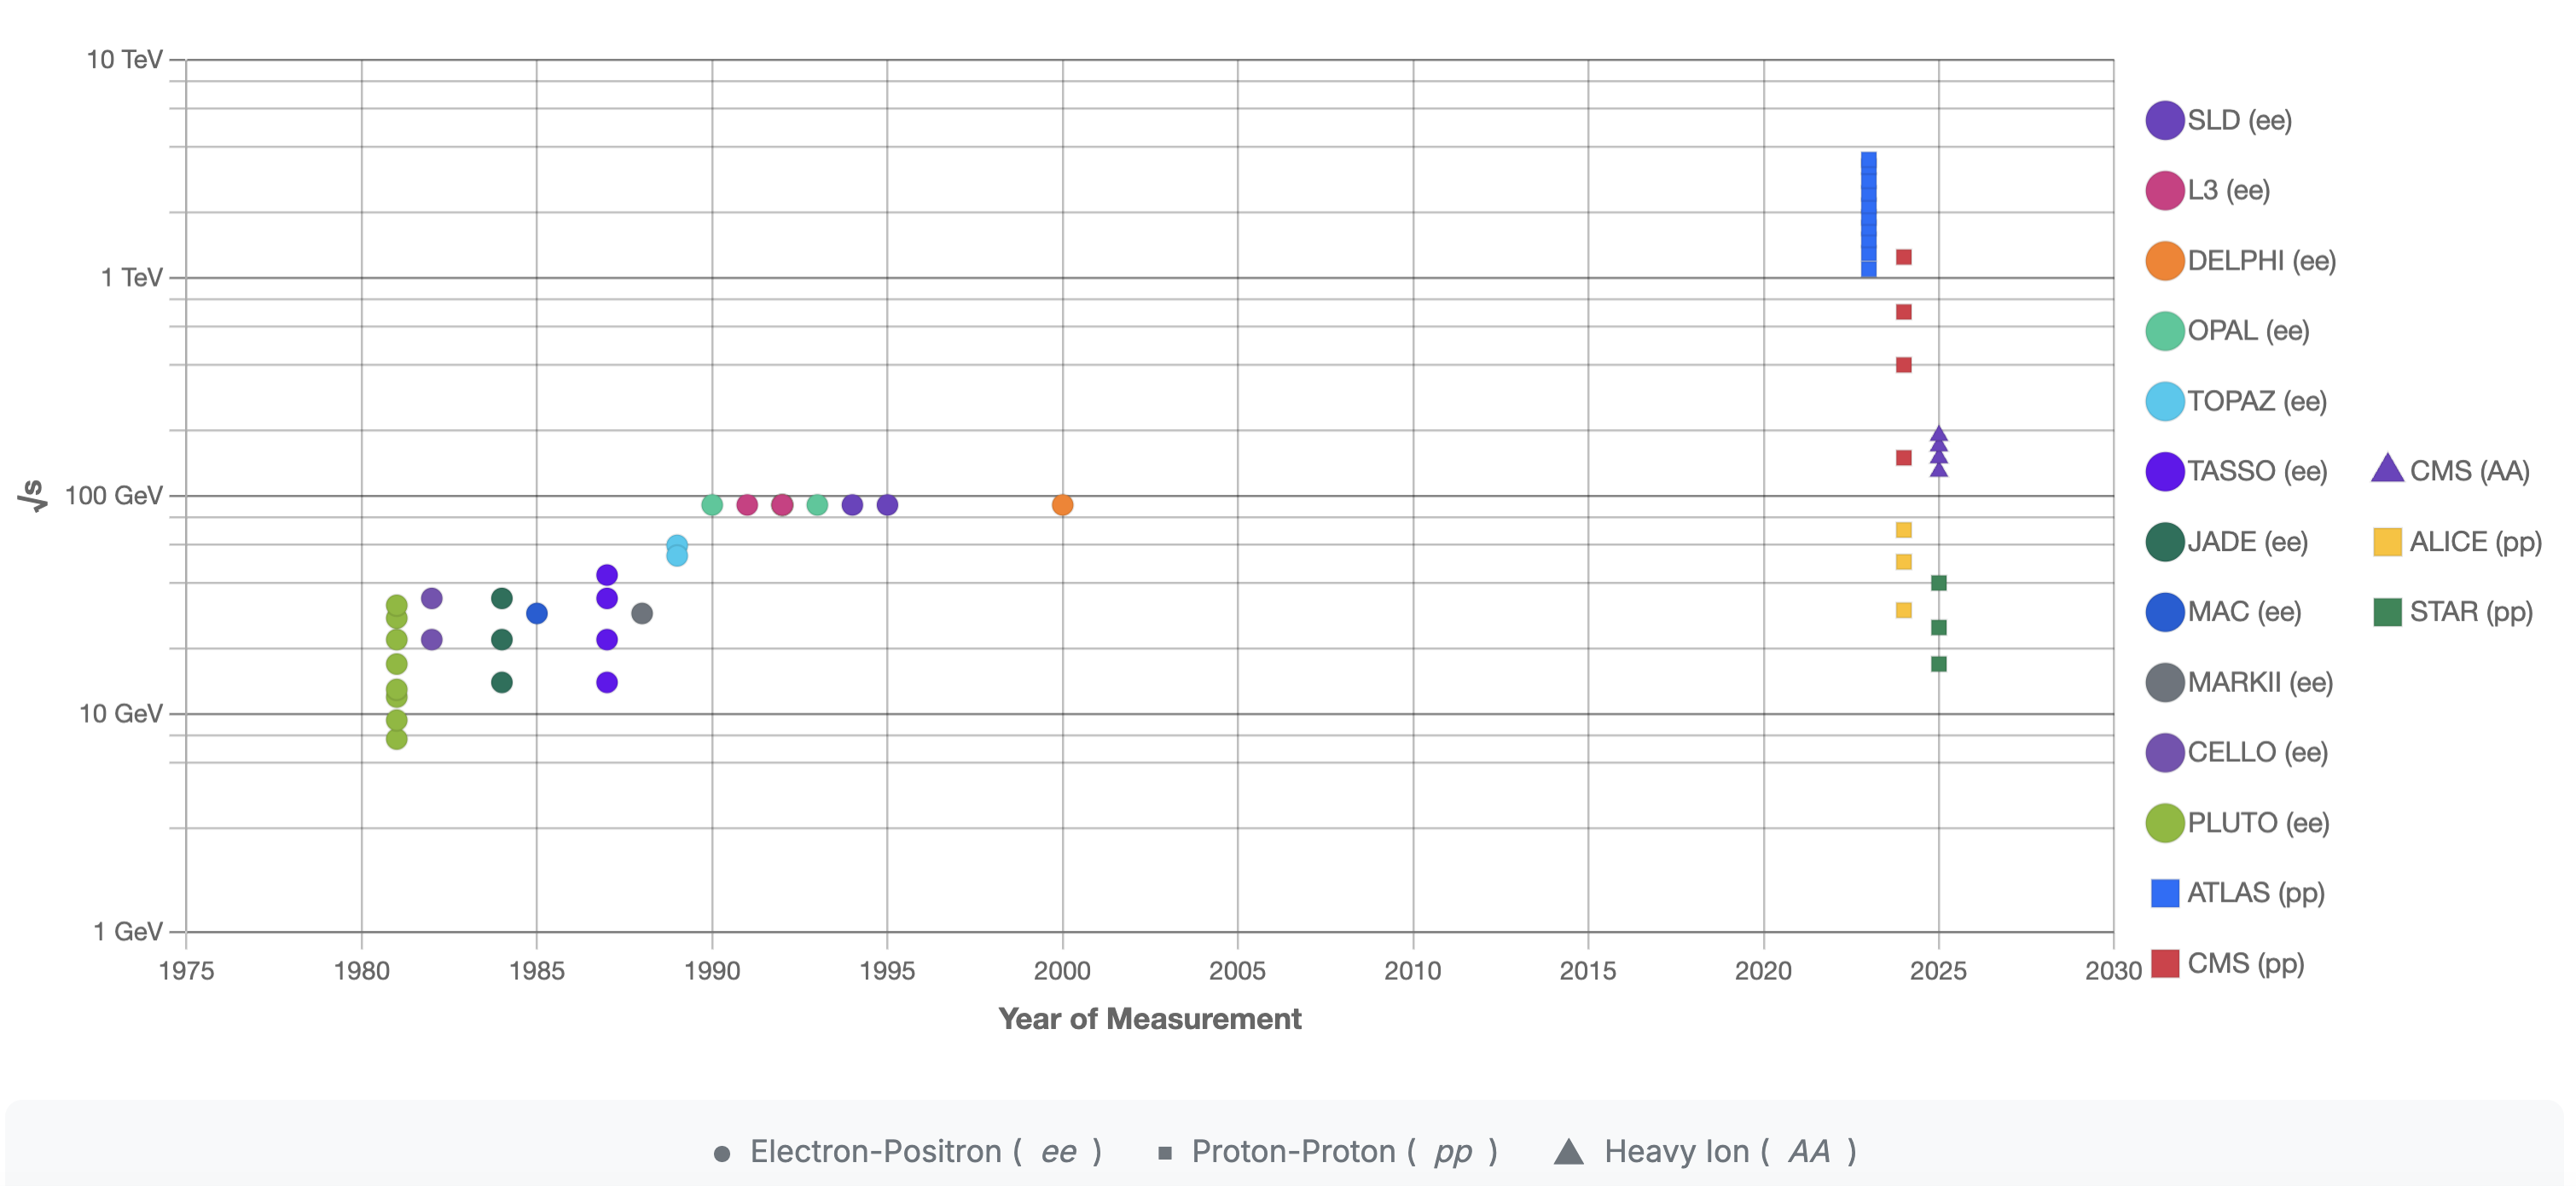 10 TeV
1 TeV
100 GeV
10 GeV
1 GeV
√s
1975 1980 1985 1990 1995 2000 2005 2010 2015 2020 2025 2030
Year of Measurement
SLD (ee)
L3 (ee)
DELPHI (ee)
OPAL (ee)
TOPAZ (ee)
TASSO (ee)
JADE (ee)
MAC (ee)
MARKII (ee)
CELLO (ee)
PLUTO (ee)
ATLAS (pp)
CMS (pp)
CMS (AA)
ALICE (pp)
STAR (pp)
Electron-Positron ( ee ) Proton-Proton ( pp ) Heavy Ion ( AA )